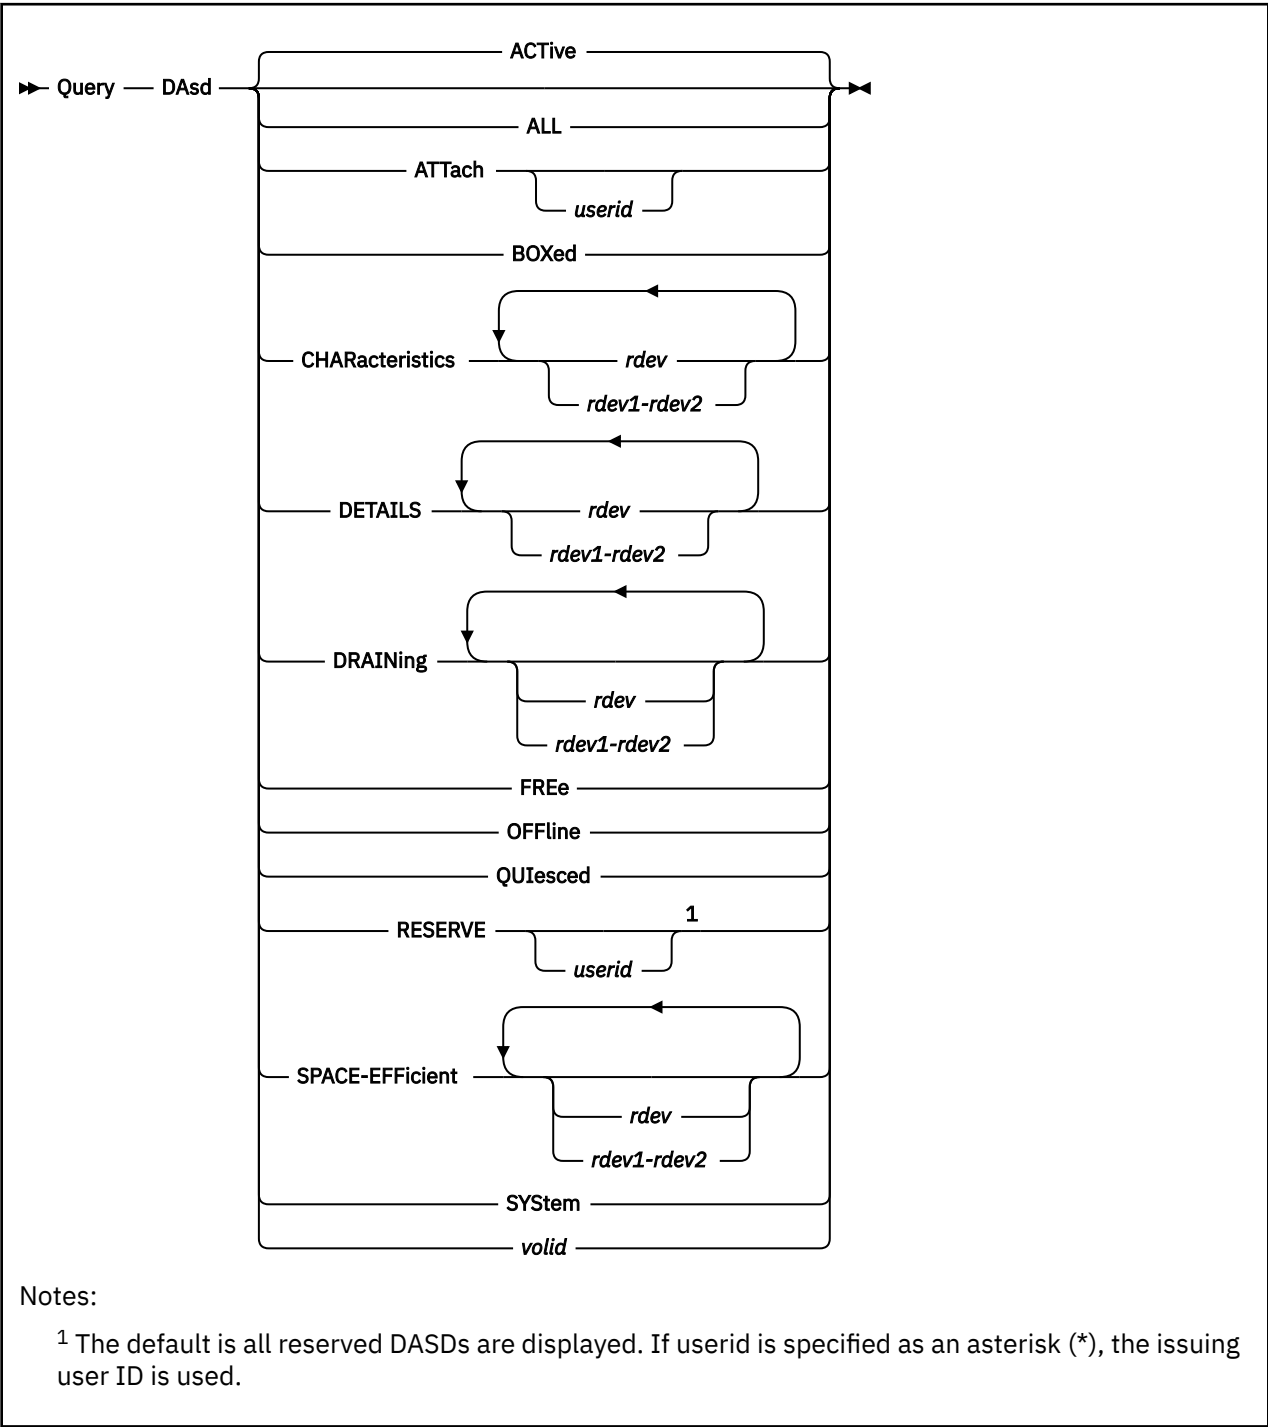 ACTive
Query DAsd
ALL
ATTach
userid
BOXed
CHARacteristics rdev
rdev1-rdev2
DETAILS rdev
rdev1-rdev2
DRAINing
rdev
rdev1-rdev2
FREe
OFFline
QUIesced
RESERVE 1
userid
SPACE-EFFicient
rdev
rdev1-rdev2
SYStem
volid
Notes:
1 The default is all reserved DASDs are displayed. If userid is specified as an asterisk (*), the issuing
user ID is used.